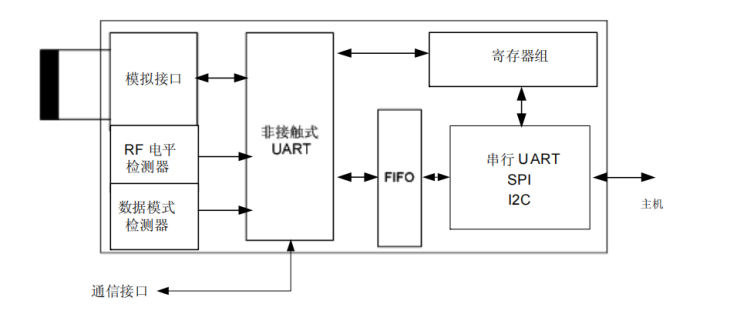 模拟接口
RF 电平
检测器
数据模式
检测器
非接触式
UART
FIFO
寄存器组
串行 UART
SPI
I2C
主机
通信接口